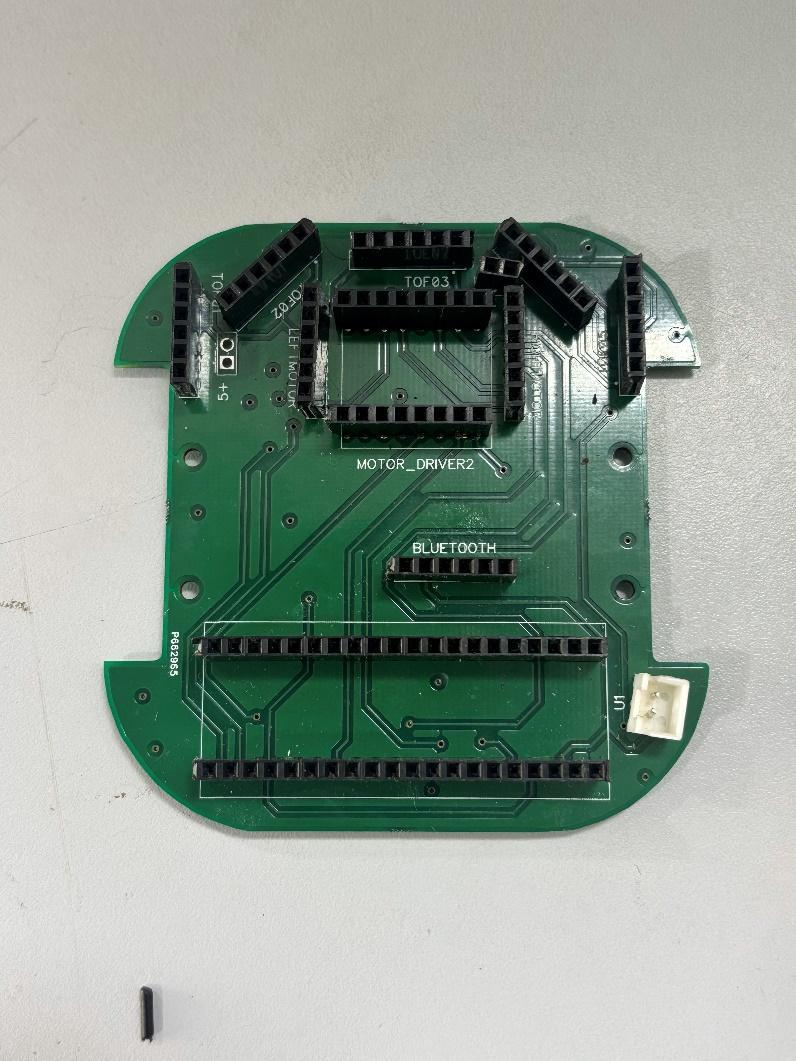 TOF03
TOF02
LEFTMOTOR
5+
MOTOR_DRIVER2
BLUETOOTH
P662965
U1